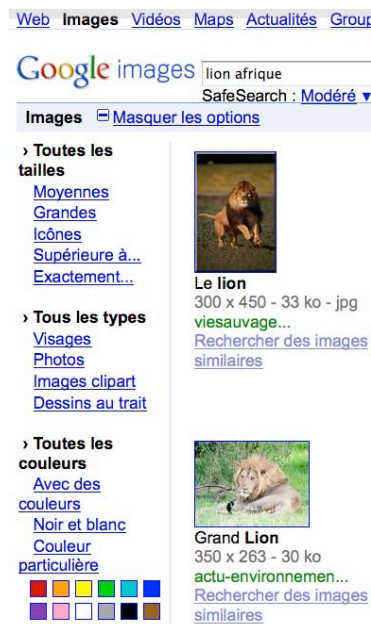 Web Images Vidéos Maps Actualités Group
Google images
lion afrique
SafeSearch : Modéré ▼
Images Masquer les options
› Toutes les
tailles
Moyennes
Grandes
Icônes
Supérieure à...
Exactement...
› Tous les types
Visages
Photos
Images clipart
Dessins au trait
› Toutes les
couleurs
Avec des
couleurs
Noir et blanc
Couleur
particulière
Le lion
300 x 450 - 33 ko - jpg
viesauvage...
Rechercher des images
similaires
Grand Lion
350 x 263 - 30 ko
actu-environnemen...
Rechercher des images
similaires